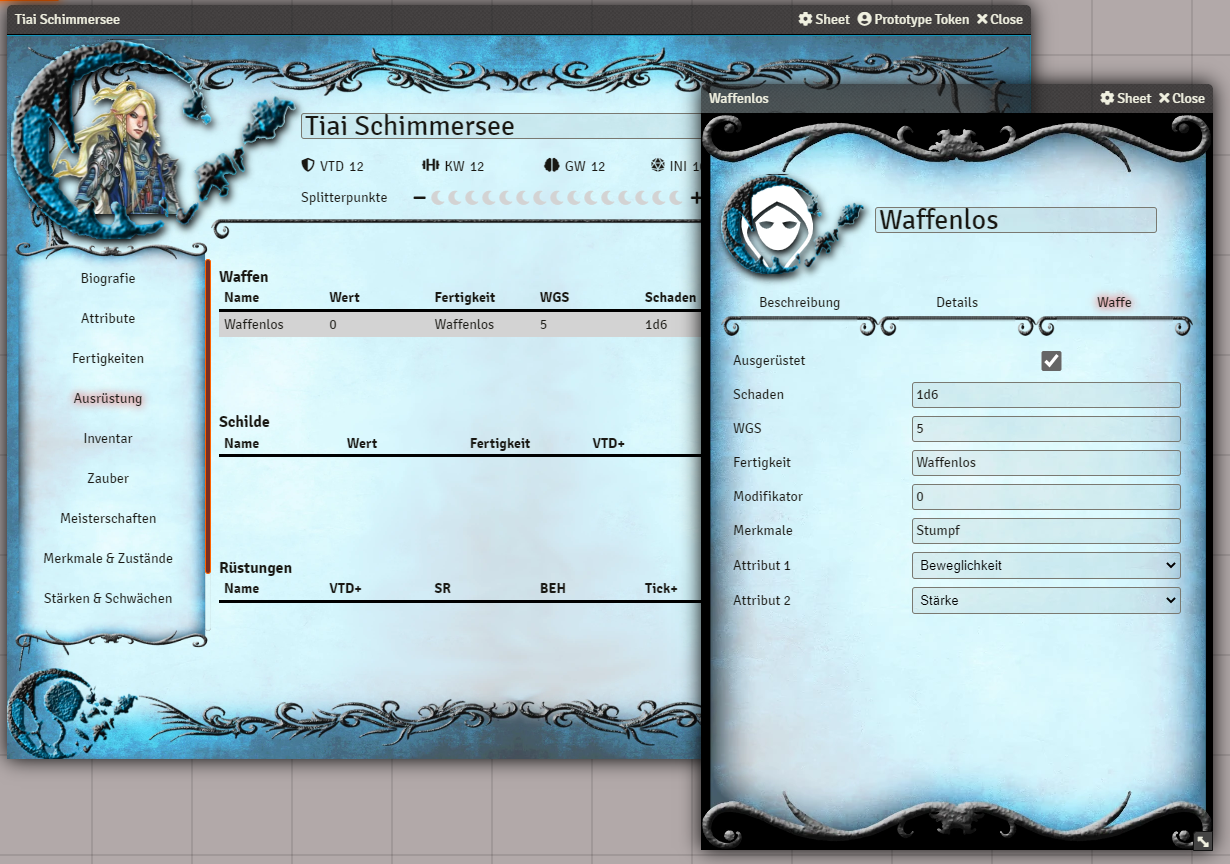 Tiai Schimmersee
Sheet Prototype Token Close
Tiai Schimmersee
VTD 12 KW 12 GW 12 INI
Splitterpunkte
Biografie
Attribute
Fertigkeiten
Ausrüstung
Inventar
Zauber
Meisterschaften
Merkmale & Zustände
Stärken & Schwächen
Waffen
Name Wert Fertigkeit WGS Schaden
Waffenlos 0 Waffenlos 5 1d6
Schilde
Name Wert Fertigkeit VTD+
Rüstungen
Name VTD+ SR BEH Tick+
Waffenlos
Sheet Close
Waffenlos
Beschreibung Details Waffe
Ausgerüstet
Schaden 1d6
WGS 5
Fertigkeit Waffenlos
Modifikator 0
Merkmale Stumpf
Attribut 1 Beweglichkeit
Attribut 2 Stärke